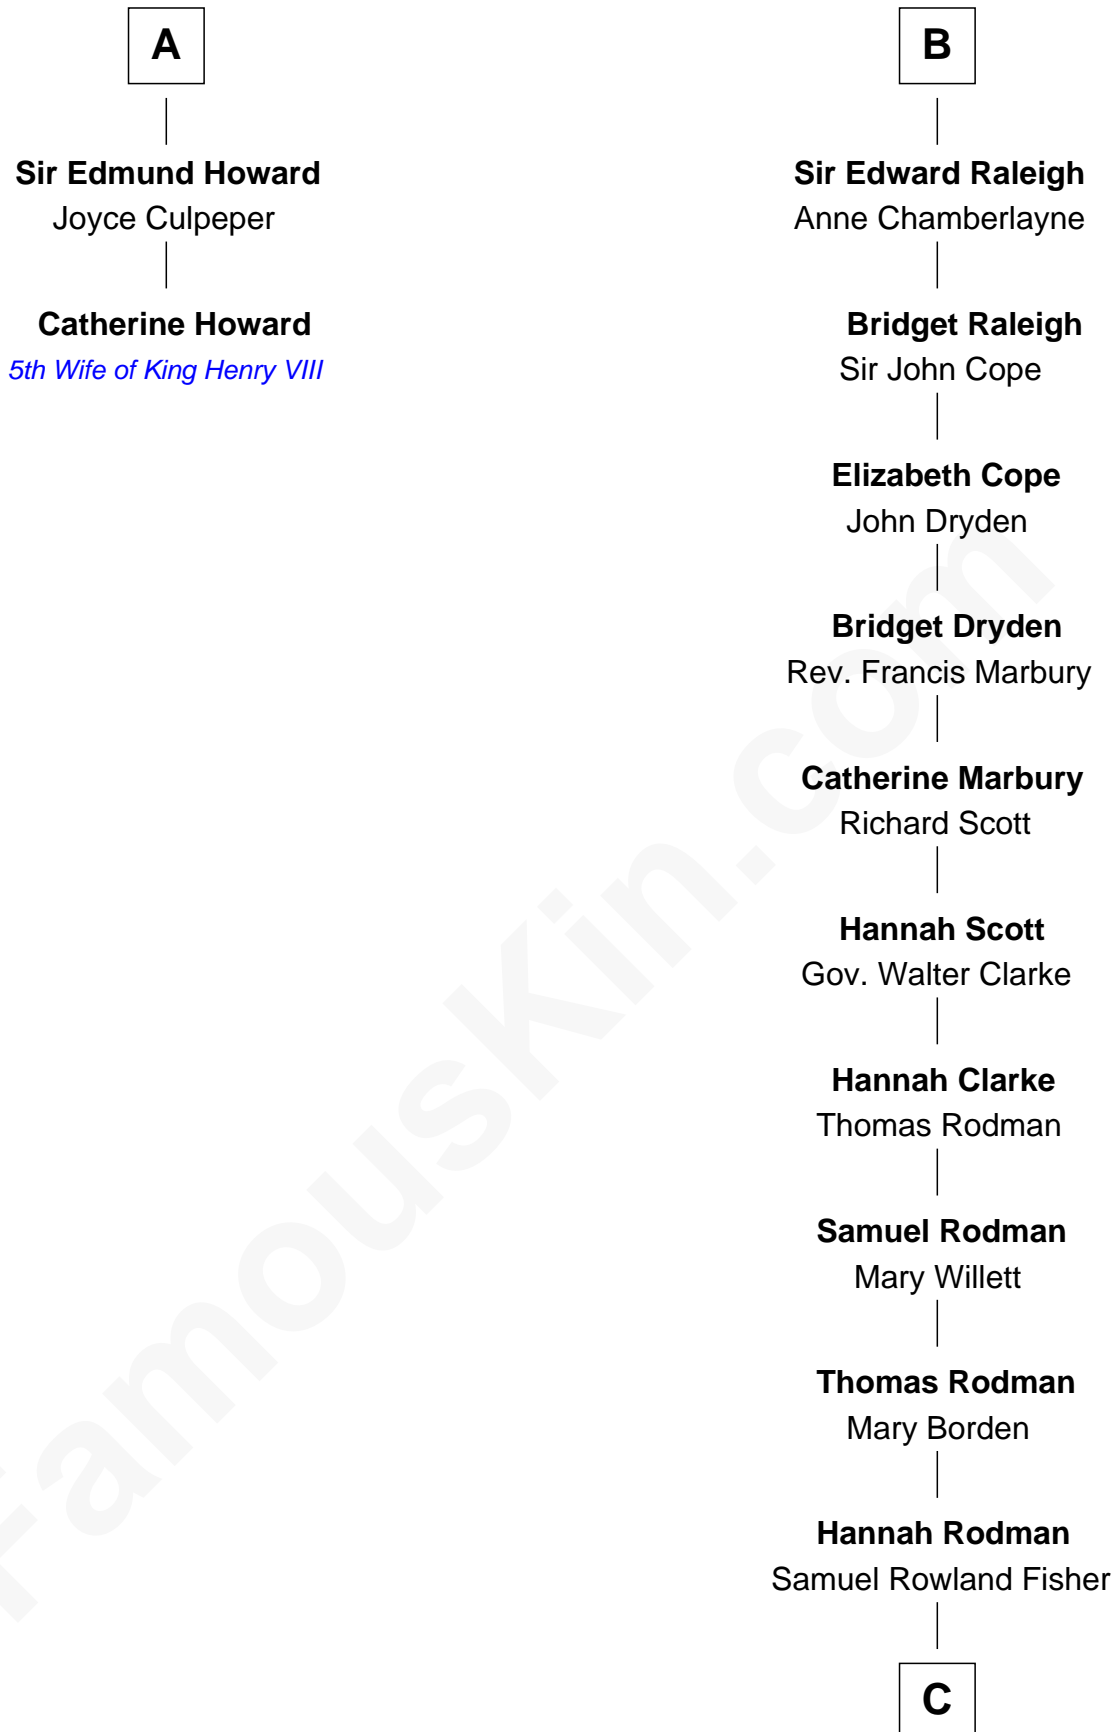 A
Sir Edmund Howard
Joyce Culpeper
Catherine Howard
5th Wife of King Henry VIII
B
Sir Edward Raleigh
Anne Chamberlayne
Bridget Raleigh
Sir John Cope
Elizabeth Cope
John Dryden
Bridget Dryden
Rev. Francis Marbury
Catherine Marbury
Richard Scott
Hannah Scott
Gov. Walter Clarke
Hannah Clarke
Thomas Rodman
Samuel Rodman
Mary Willett
Thomas Rodman
Mary Borden
Hannah Rodman
Samuel Rowland Fisher
C
FamousKin.com